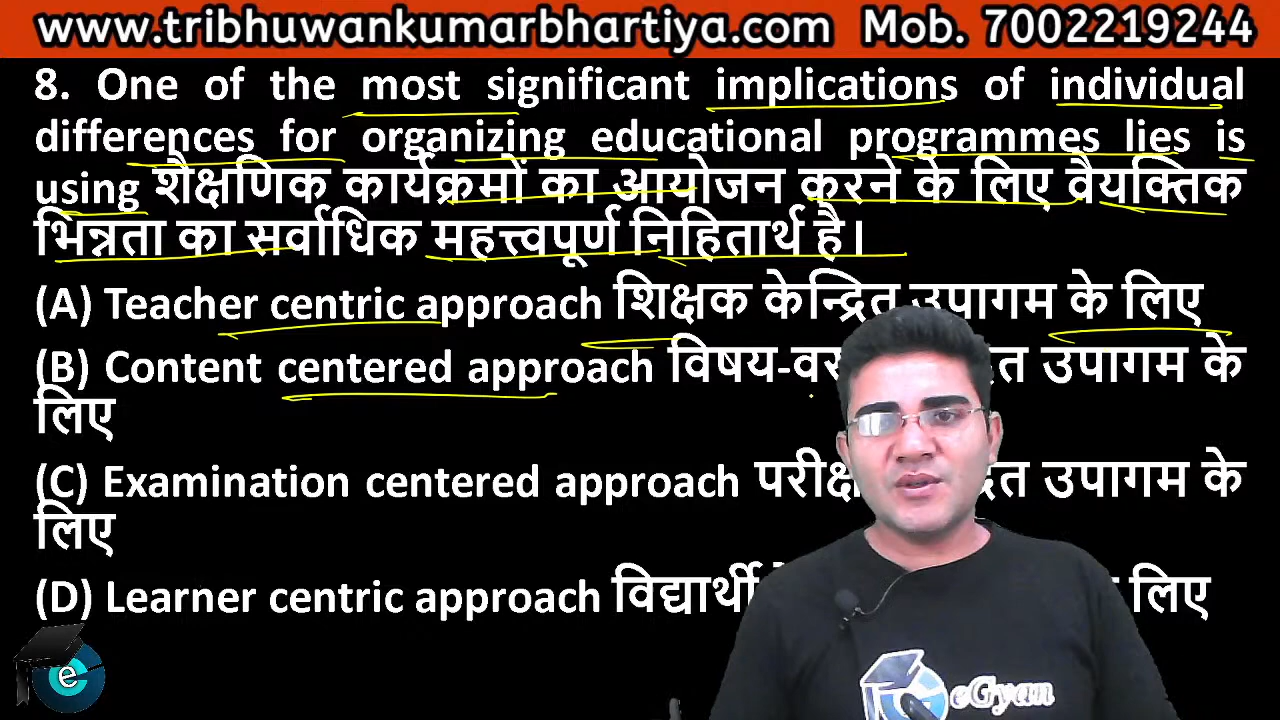 www.tribhuwankumarbhartiya.com Mob. 7002219244
8. One of the most significant implications of individual
differences for organizing educational programmes lies is
using शैक्षणिक कार्यक्रमों का आयोजन करने के लिए वैयक्तिक
भिन्नता का सर्वाधिक महत्त्वपूर्ण निहितार्थ है।
(A) Teacher centric approach शिक्षक केन्द्रित उपागम के लिए
(B) Content centered approach उपागम के
लिए
(C) Examination centered approach उपागम के
लिए
(D) Learner centric approach विद्यार्थी लिए
e
eGyan